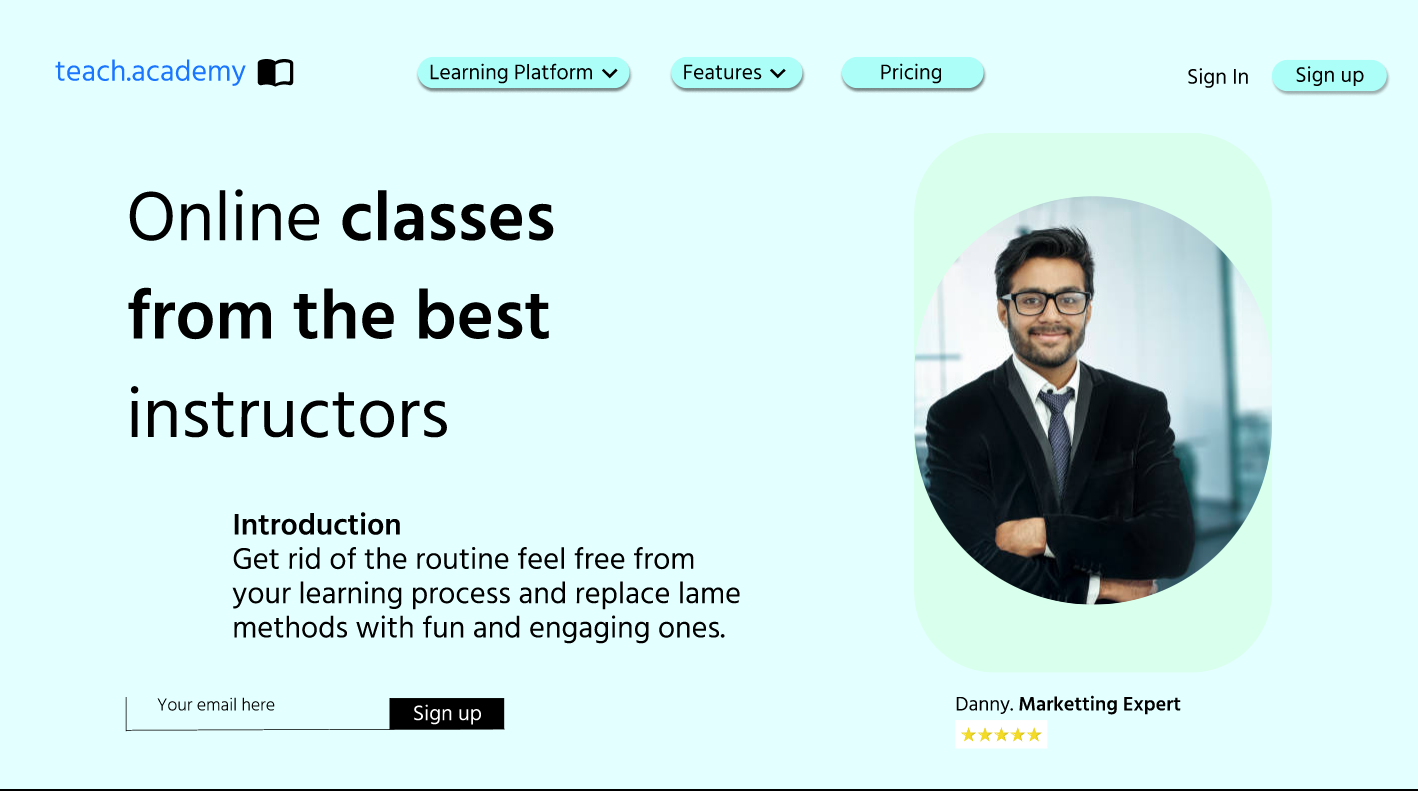 teach.academy
Learning Platform
Features
Pricing
Sign In
Sign up
Online classes
from the best
instructors
Introduction
Get rid of the routine feel free from
your learning process and replace lame
methods with fun and engaging ones.
Your email here
Sign up
Danny. Marketting Expert